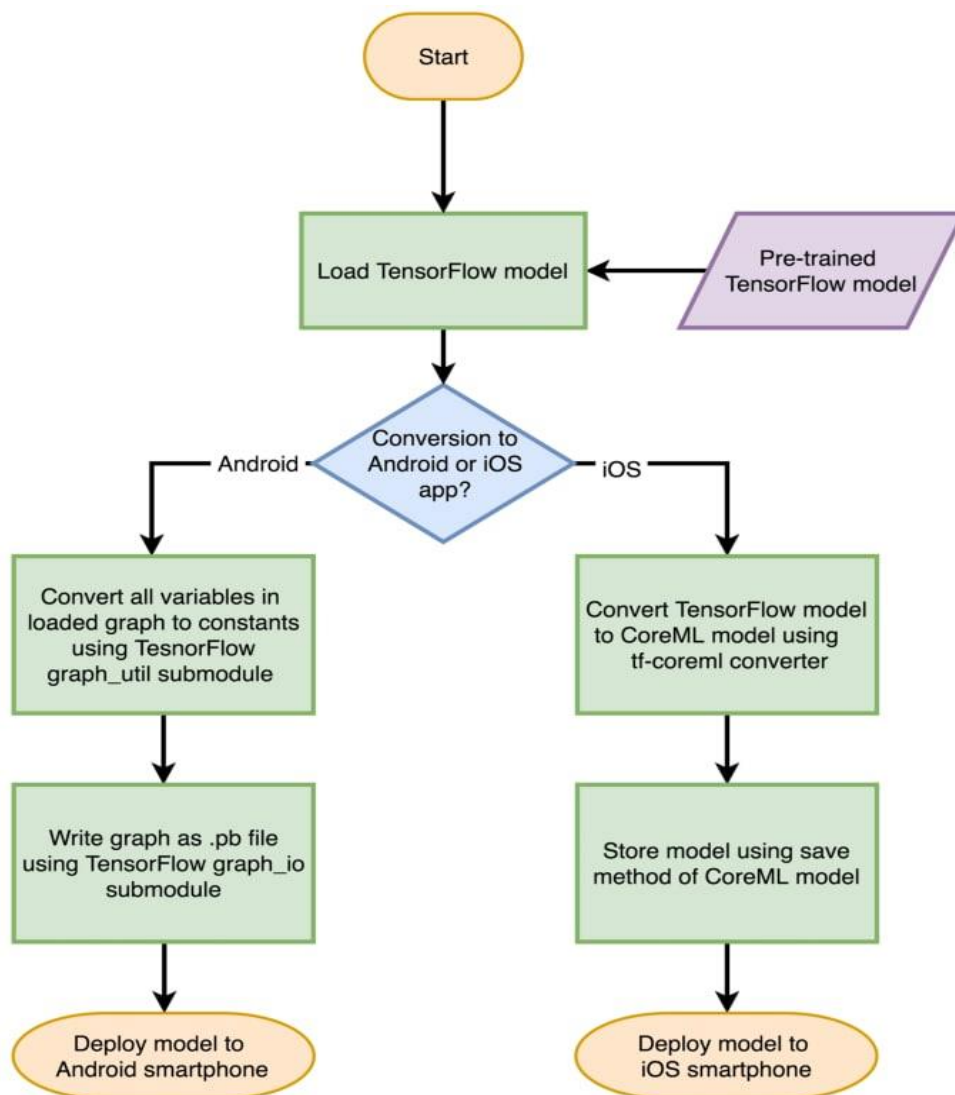 Start
Load TensorFlow model
Pre-trained
TensorFlow model
Conversion to
Android or iOS
app?
Android
iOS
Convert all variables in
loaded graph to constants
using TesnorFlow
graph_util submodule
Convert TensorFlow model
to CoreML model using
tf-coreml converter
Write graph as .pb file
using TensorFlow graph_io
submodule
Store model using save
method of CoreML model
Deploy model to
Android smartphone
Deploy model to
iOS smartphone